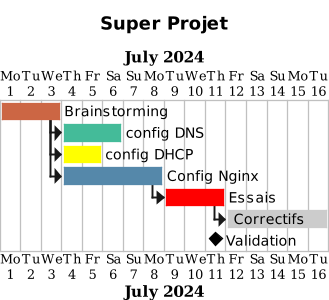 Super Projet
July 2024
Mo Tu We Th Fr Sa Su Mo Tu We Th Fr Sa Su Mo Tu
1 2 3 4 5 6 7 8 9 10 11 12 13 14 15 16
Brainstorming
config DNS
config DHCP
Config Nginx
Essais
Correctifs
Validation
Mo Tu We Th Fr Sa Su Mo Tu We Th Fr Sa Su Mo Tu
1 2 3 4 5 6 7 8 9 10 11 12 13 14 15 16
July 2024